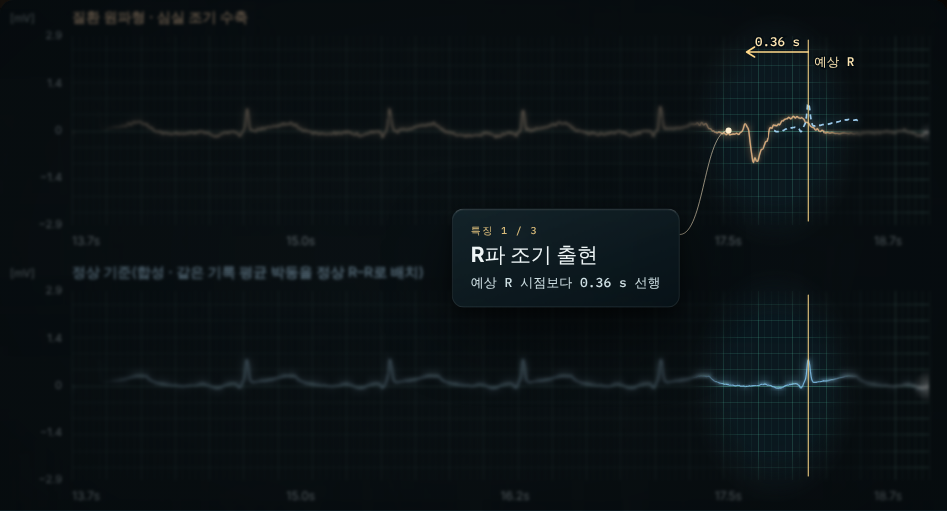 [mV] 질환 원파형 · 심실 조기 수축
2.9
1.4
0
-1.4
-2.9
13.7s 15.0s 17.5s 18.7s
0.36 s
예상 R
특징 1 / 3
R파 조기 출현
예상 R 시점보다 0.36 s 선행
[mV] 정상 기준(합성 · 같은 기록 평균 박동을 정상 R-R로 배치)
2.9
1.4
0
-1.4
-2.9
13.7s 15.0s 16.2s 17.5s 18.7s